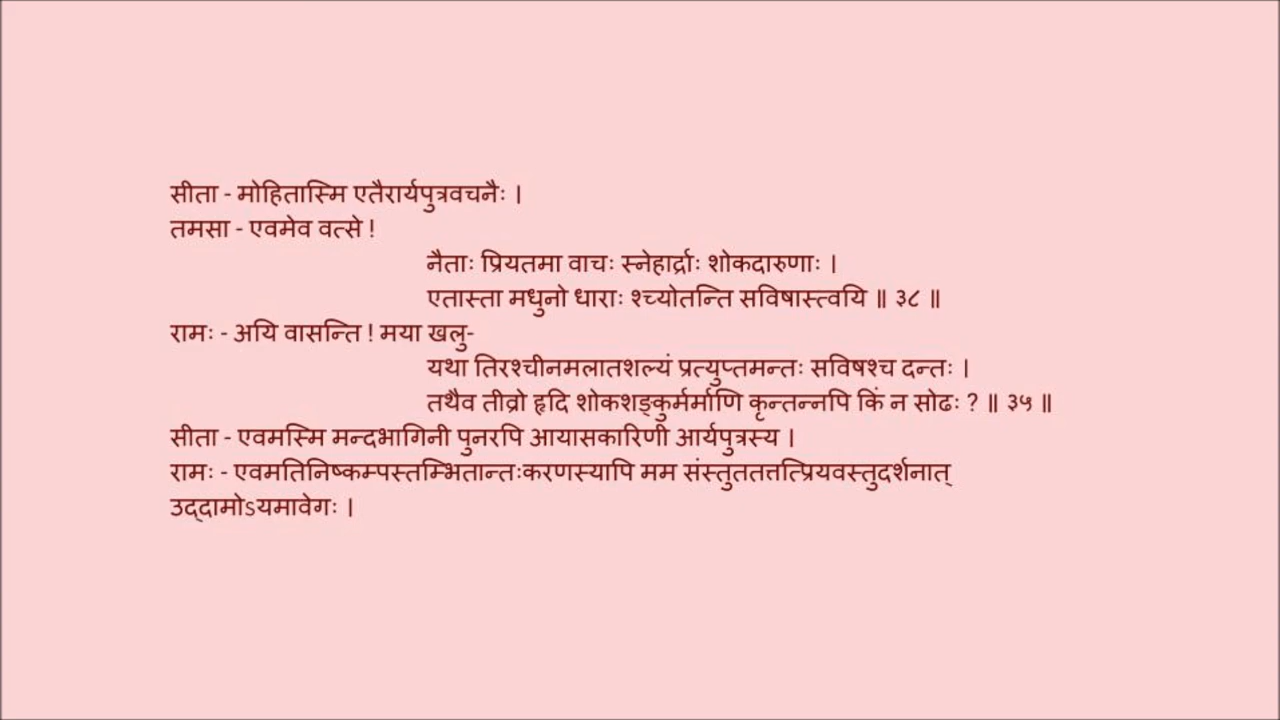 सीता - मोहितास्मि एतैरार्यपुत्रवचनैः ।
तमसा - एवमेव वत्से !
नैताः प्रियतमा वाचः स्नेहार्द्राः शोकदारुणाः ।
एतास्ता मधुनो धाराः श्च्योतन्ति सविषास्त्वयि ॥ ३८ ॥
रामः - अयि वासन्ति ! मया खलु-
यथा तिरश्चीनमलातशल्यं प्रत्युप्तमन्तः सविषश्च दन्तः ।
तथैव तीव्रो हृदि शोकशङ्कुर्मर्माणि कृन्तन्नपि किं न सोढः ? ॥ ३५ ॥
सीता - एवमस्मि मन्दभागिनी पुनरपि आयासकारिणी आर्यपुत्रस्य ।
रामः - एवमतिनिष्कम्पस्तम्भितान्तःकरणस्यापि मम संस्तुततत्तत्प्रियवस्तुदर्शनात्
उद्दामोऽयमावेगः ।